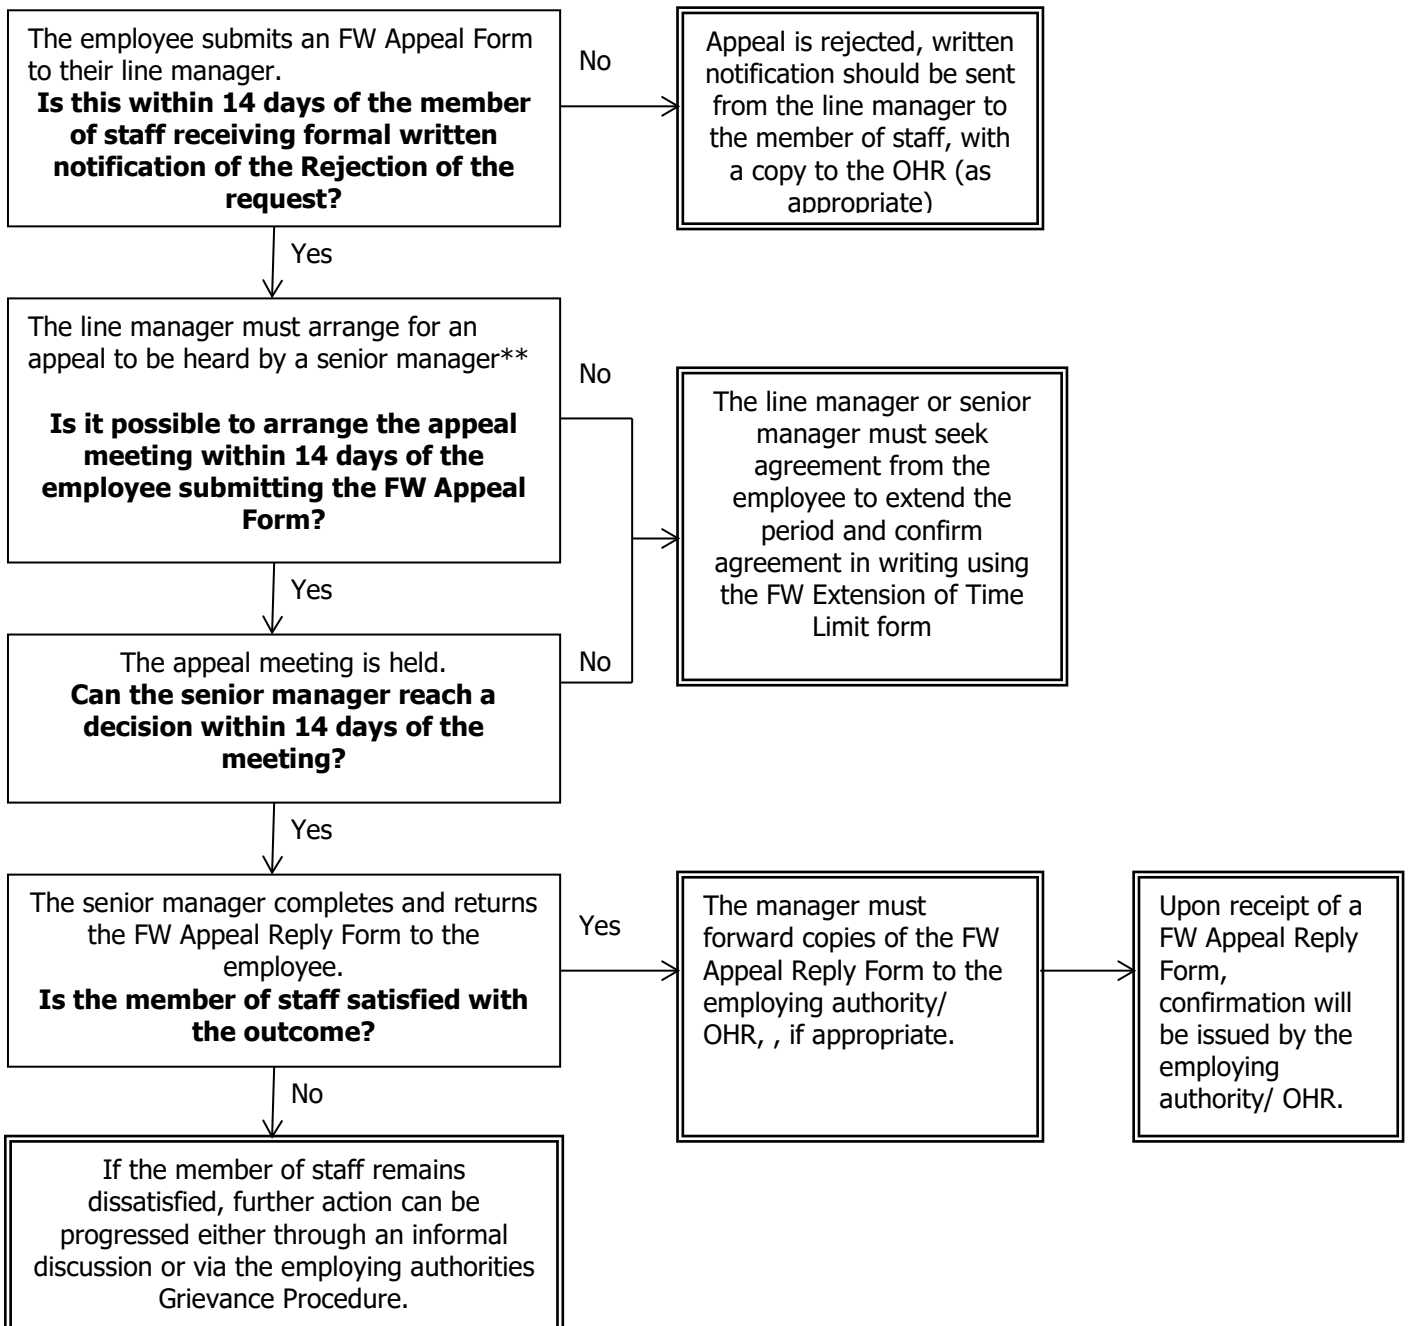 The employee submits an FW Appeal Form
to their line manager.
Is this within 14 days of the member
of staff receiving formal written
notification of the Rejection of the
request?
No
Appeal is rejected, written
notification should be sent
from the line manager to
the member of staff, with
a copy to the OHR (as
appropriate)
Yes
The line manager must arrange for an
appeal to be heard by a senior manager**
Is it possible to arrange the appeal
meeting within 14 days of the
employee submitting the FW Appeal
Form?
No
The line manager or senior
manager must seek
agreement from the
employee to extend the
period and confirm
agreement in writing using
the FW Extension of Time
Limit form
Yes
The appeal meeting is held.
Can the senior manager reach a
decision within 14 days of the
meeting?
No
Yes
The senior manager completes and returns
the FW Appeal Reply Form to the
employee.
Is the member of staff satisfied with
the outcome?
Yes
The manager must
forward copies of the FW
Appeal Reply Form to the
employing authority/
OHR, , if appropriate.
Upon receipt of a
FW Appeal Reply
Form,
confirmation will
be issued by the
employing
authority/ OHR.
No
If the member of staff remains
dissatisfied, further action can be
progressed either through an informal
discussion or via the employing authorities
Grievance Procedure.